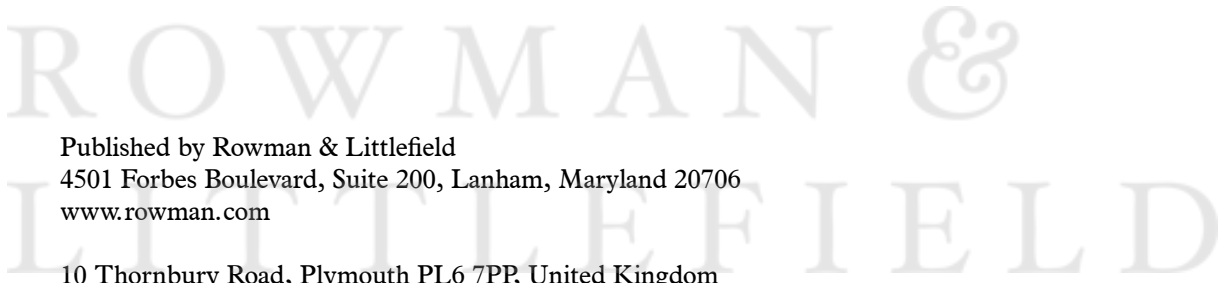 ROWMAN &
Published by Rowman & Littlefield
4501 Forbes Boulevard, Suite 200, Lanham, Maryland 20706
www.rowman.com
LITTLEFIELD
10 Thornbury Road, Plymouth PL6 7PP, United Kingdom